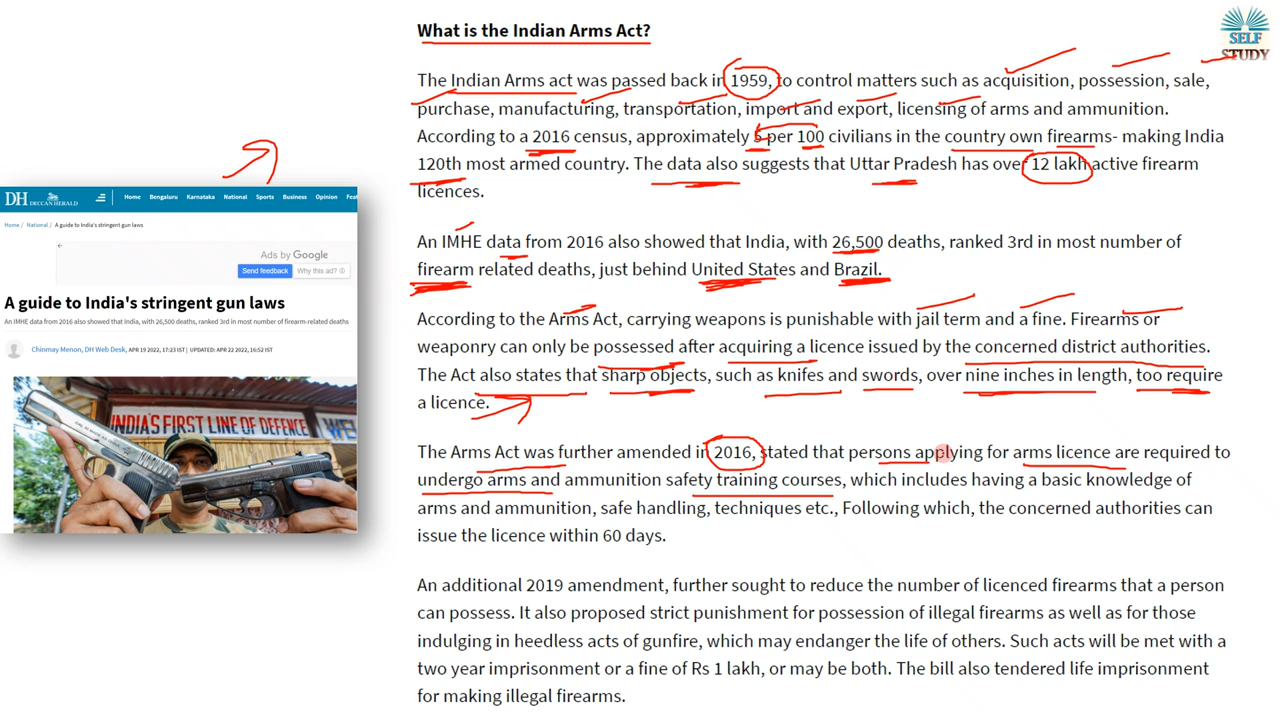 What is the Indian Arms Act?
SELF
STUDY
The Indian Arms act was passed back in 1959, to control matters such as acquisition, possession, sale,
purchase, manufacturing, transportation, import and export, licensing of arms and ammunition.
According to a 2016 census, approximately 5 per 100 civilians in the country own firearms- making India
120th most armed country. The data also suggests that Uttar Pradesh has over 12 lakh active firearm
licences.
An IMHE data from 2016 also showed that India, with 26,500 deaths, ranked 3rd in most number of
firearm related deaths, just behind United States and Brazil.
According to the Arms Act, carrying weapons is punishable with jail term and a fine. Firearms or
weaponry can only be possessed after acquiring a licence issued by the concerned district authorities.
The Act also states that sharp objects, such as knifes and swords, over nine inches in length, too require
a licence.
The Arms Act was further amended in 2016, stated that persons applying for arms licence are required to
undergo arms and ammunition safety training courses, which includes having a basic knowledge of
arms and ammunition, safe handling, techniques etc., Following which, the concerned authorities can
issue the licence within 60 days.
An additional 2019 amendment, further sought to reduce the number of licenced firearms that a person
can possess. It also proposed strict punishment for possession of illegal firearms as well as for those
indulging in heedless acts of gunfire, which may endanger the life of others. Such acts will be met with a
two year imprisonment or a fine of Rs 1 lakh, or may be both. The bill also tendered life imprisonment
for making illegal firearms.
DH DECCAN HERALD Home Bengaluru Karnataka National Sports Business Opinion Feat
Home / National / A guide to India's stringent gun laws
Ads by Google
Send feedback Why this ad?
A guide to India's stringent gun laws
An IMHE data from 2016 also showed that India, with 26,500 deaths, ranked 3rd in most number of firearm-related deaths
Chinmay Menon, DH Web Desk, APR 19 2022, 17:23 IST | UPDATED: APR 22 2022, 16:52 IST
INDIA'S FIRST LINE OF DEFENCE WEL